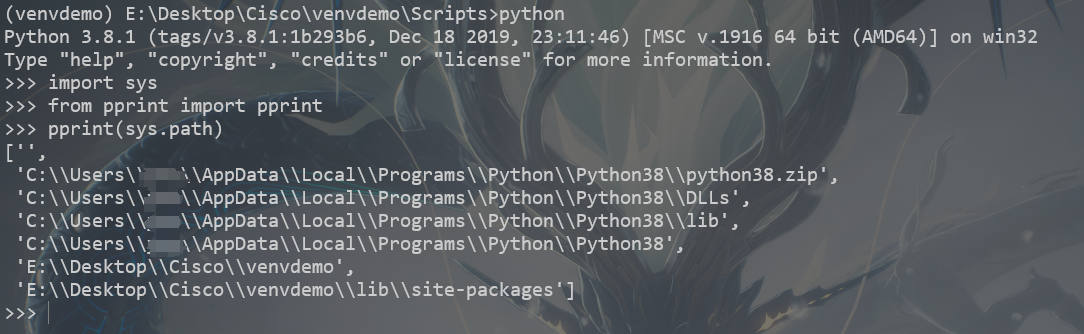 (venvdemo) E:\Desktop\Cisco\venvdemo\Scripts>python
Python 3.8.1 (tags/v3.8.1:1b293b6, Dec 18 2019, 23:11:46) [MSC v.1916 64 bit (AMD64)] on win32
Type "help", "copyright", "credits" or "license" for more information.
>>> import sys
>>> from pprint import pprint
>>> pprint(sys.path)
['',
 'C:\\Users\\ \\AppData\\Local\\Programs\\Python\\Python38\\python38.zip',
 'C:\\Users\\ \\AppData\\Local\\Programs\\Python\\Python38\\DLLs',
 'C:\\Users\\ \\AppData\\Local\\Programs\\Python\\Python38\\lib',
 'C:\\Users\\ \\AppData\\Local\\Programs\\Python\\Python38',
 'E:\\Desktop\\Cisco\\venvdemo',
 'E:\\Desktop\\Cisco\\venvdemo\\lib\\site-packages']
>>>